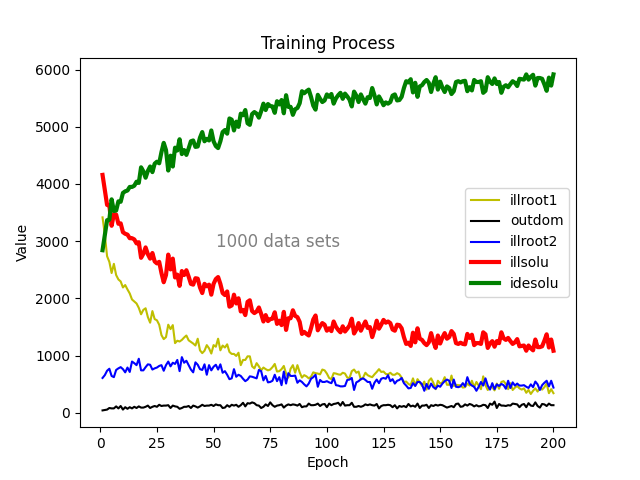 Training Process
6000
5000
4000
3000
2000
1000
0
Value
1000 data sets
illroot1
outdom
illroot2
illsolu
idesolu
0 25 50 75 100 125 150 175 200
Epoch